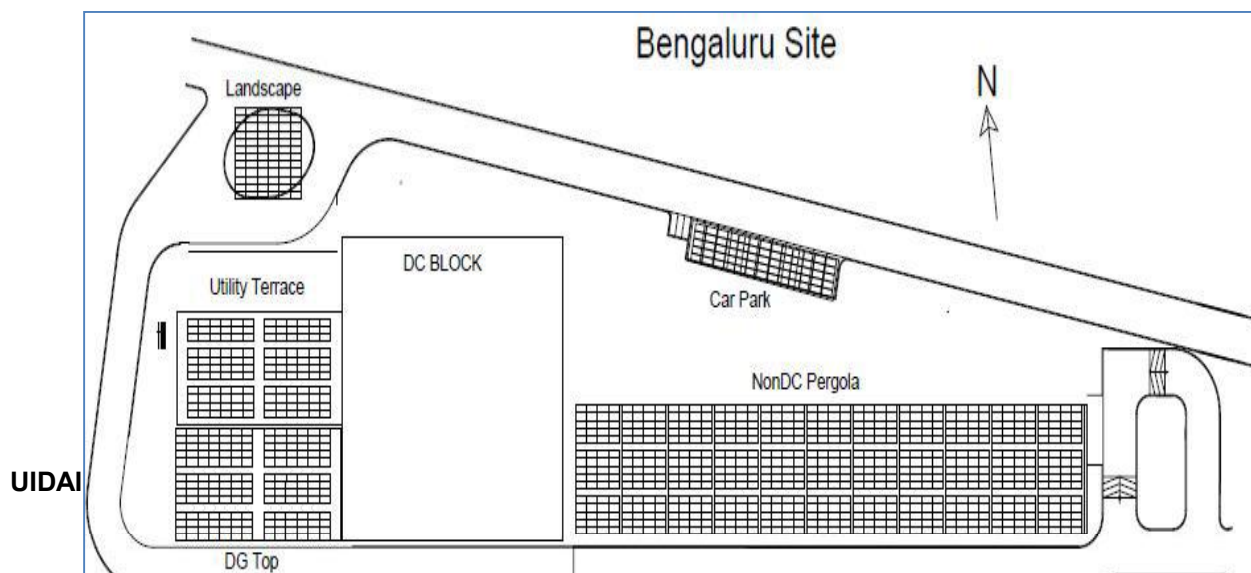 Bengaluru Site
N
Landscape
DC BLOCK
Utility Terrace
Car Park
NonDC Pergola
UIDAI
DG Top